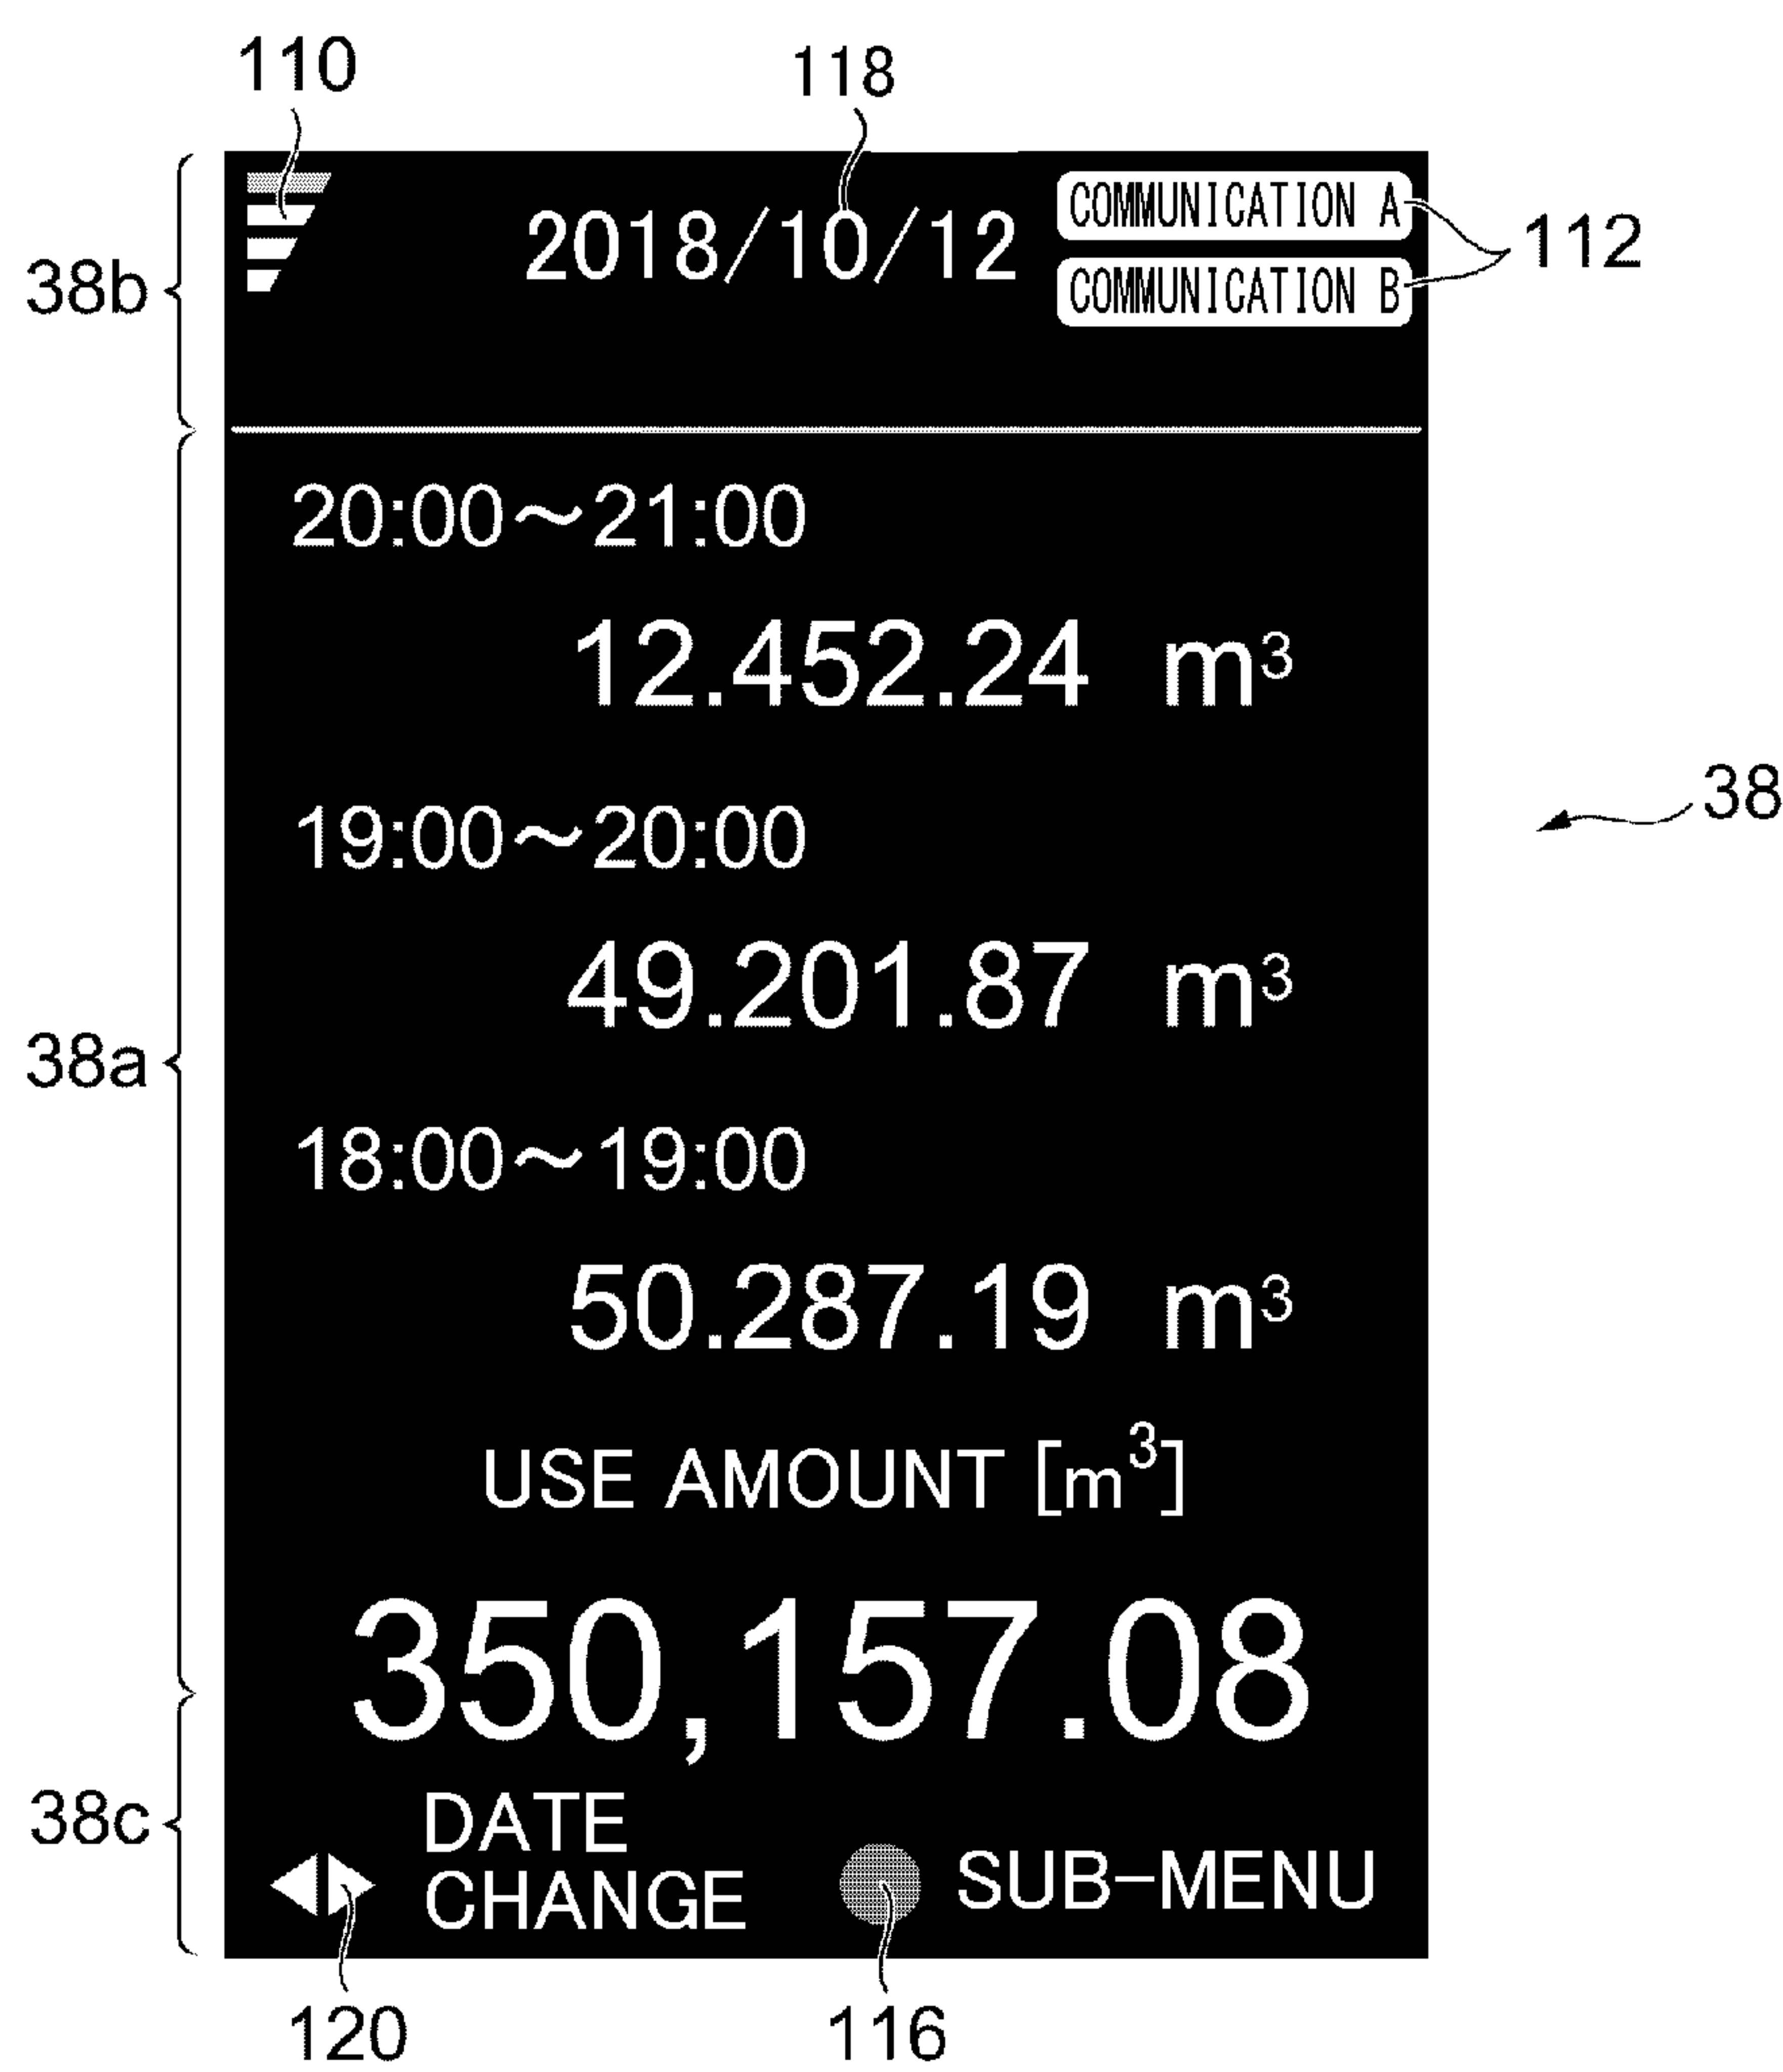 110
118
COMMUNICATION A
2018/10/12
112
COMMUNICATION B
38b
20:00~21:00
12.452.24 m³
38
19:00~20:00
49.201.87 m³
38a
18:00~19:00
50.287.19 m³
USE AMOUNT [m³]
350,157.08
38c
DATE
CHANGE
SUB-MENU
120
116